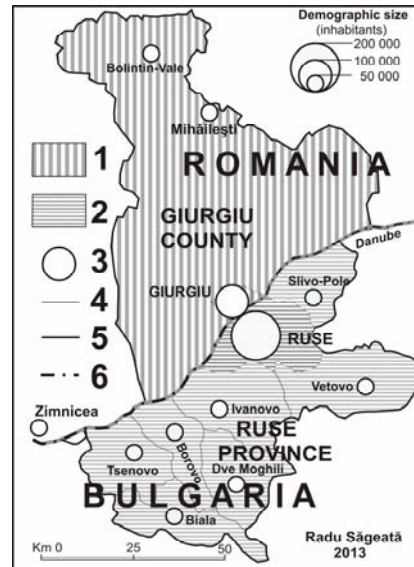 Demographic size
(inhabitants)
200 000
100 000
50 000
Bolintin-Vale
Mihăileşti
ROMANIA
1
2
3
4
5
6
GIURGIU
COUNTY
Danube
GIURGIU
Slivo-Pole
RUSE
Vetovo
Zimnicea
Ivanovo
RUSE
PROVINCE
Borovo
Tsenovo
Dve Moghili
BULGARIA
Biala
Km 0
25
50
Radu Săgeată
2013